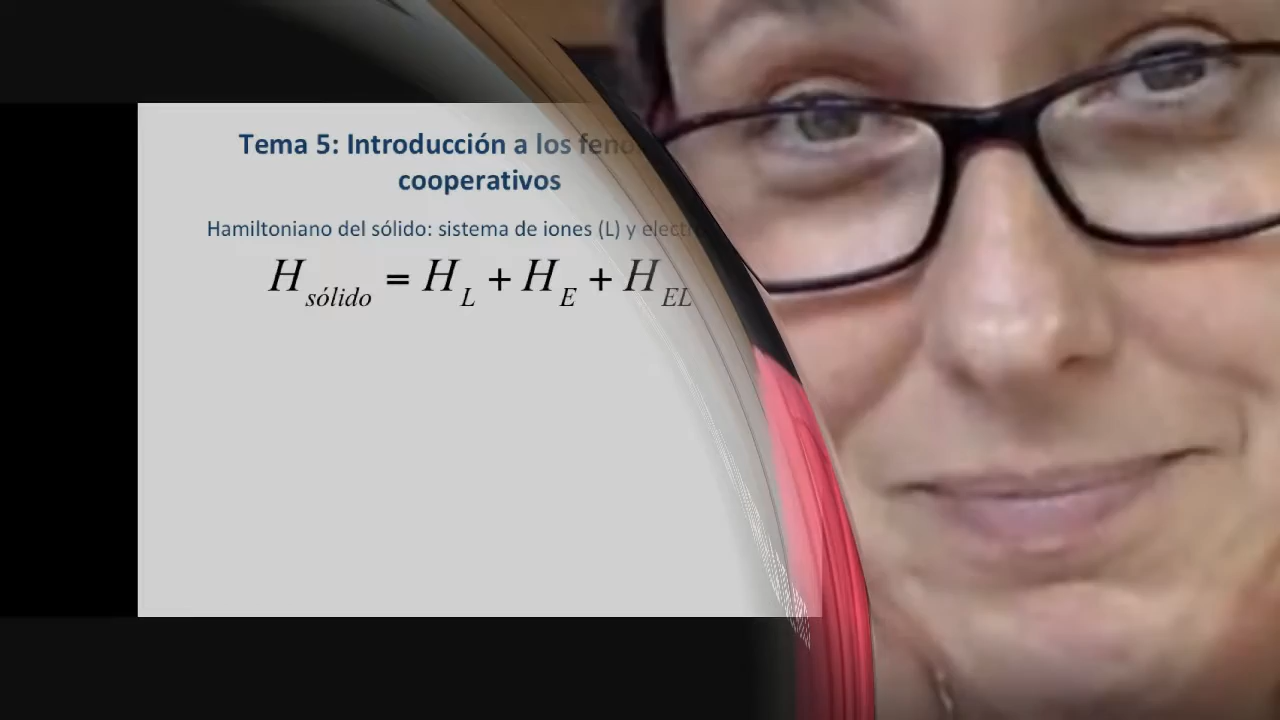 Tema 5: Introducción a los
cooperativos
Hamiltoniano del sólido: sistema de iones (L) y
H_sólido = H_L + H_E + H_EL